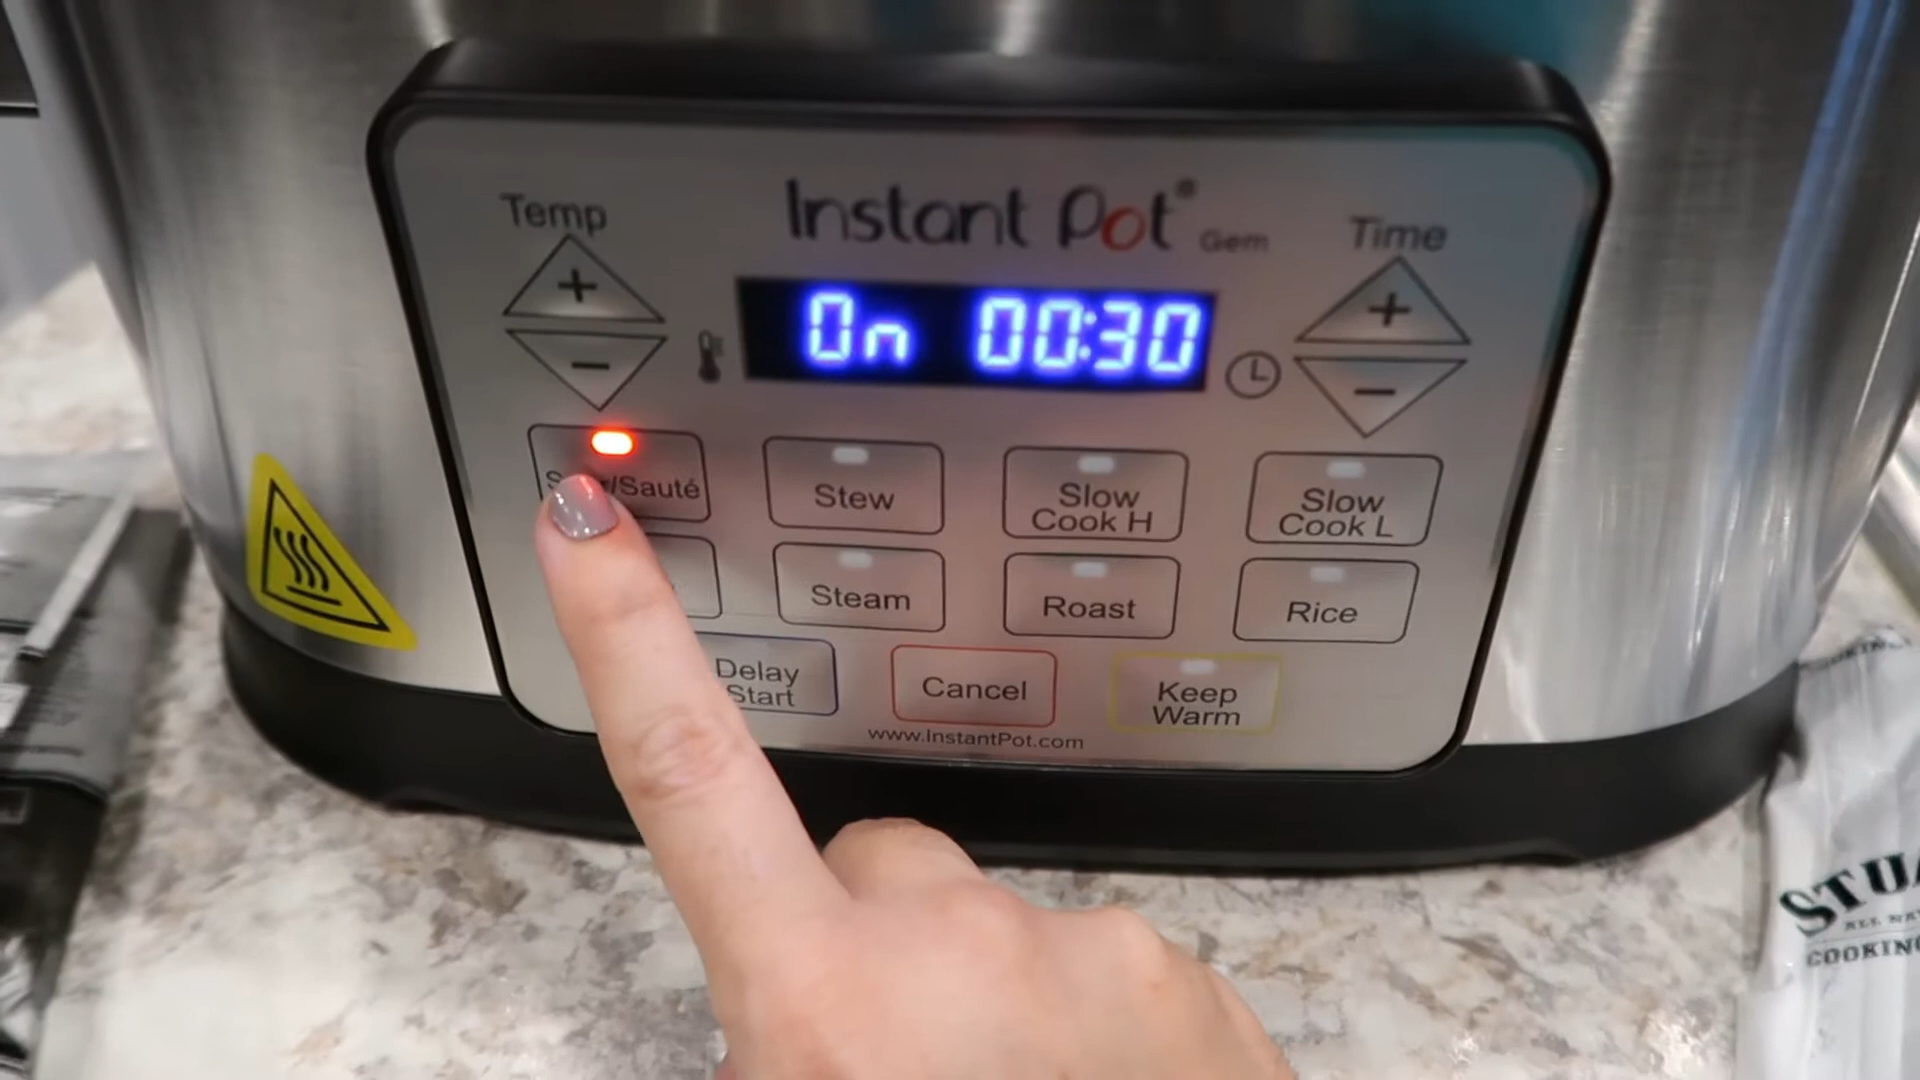 Temp
Instant Pot® Gem
Time
+
+
On 00:30
-
-
/Sauté
Stew
Slow
Cook H
Slow
Cook L
Steam
Roast
Rice
Delay
Start
Cancel
Keep
Warm
www.InstantPot.com
COOKING